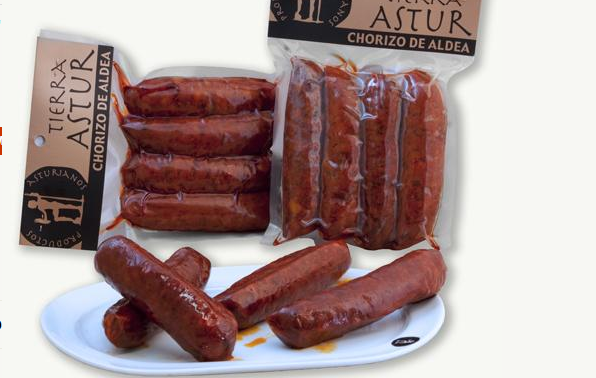 TIERRA
ASTUR
CHORIZO DE ALDEA
ASTURIANOS
PRODUCTOS
TIERRA
ASTUR
CHORIZO DE ALDEA